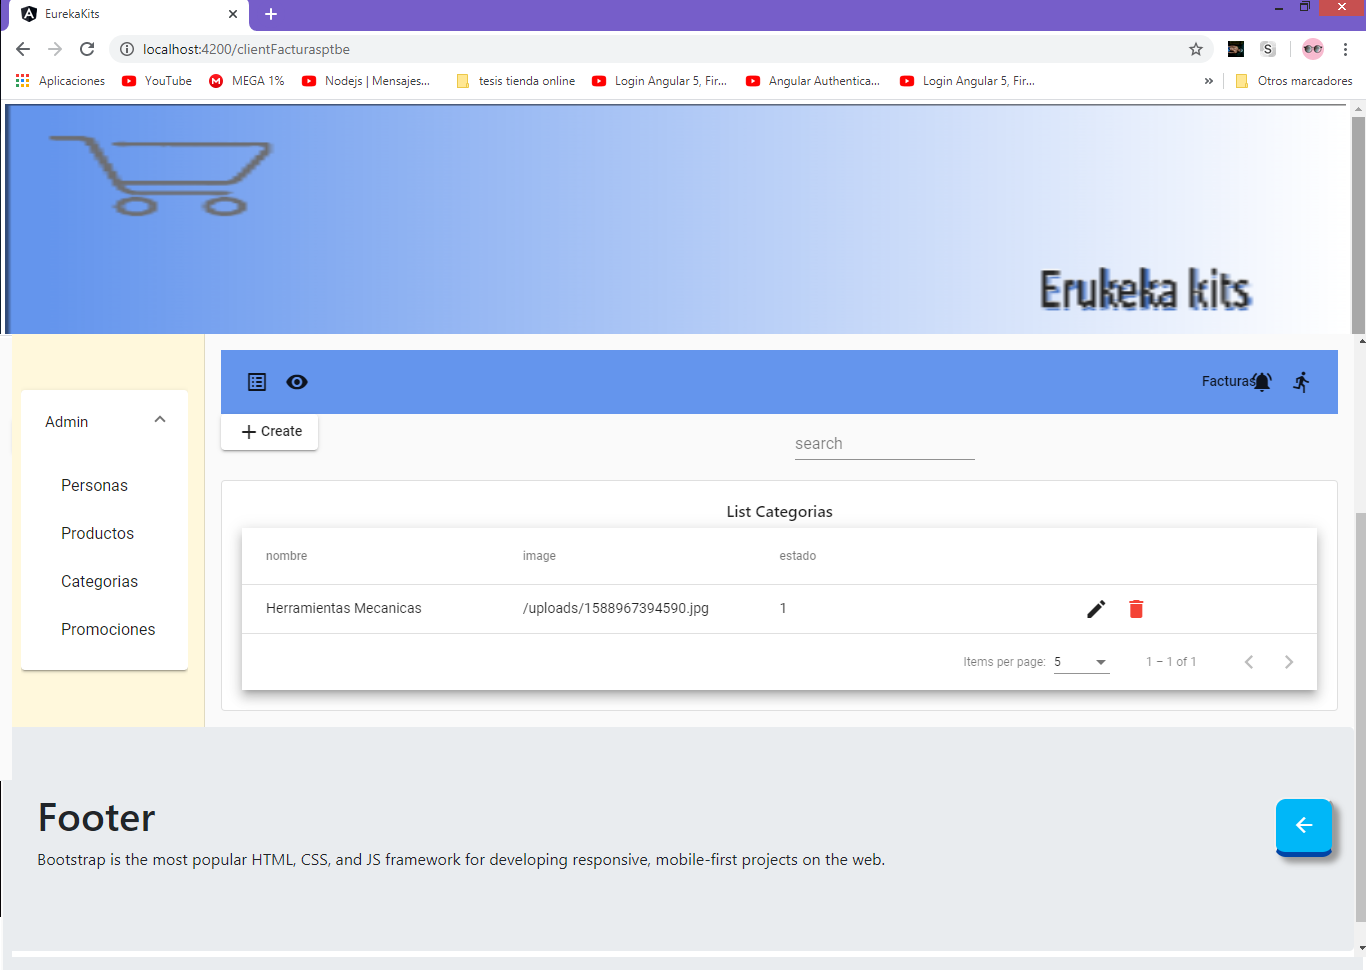 EurekaKits
localhost:4200/clientFacturasptbe
S
Aplicaciones YouTube MEGA 1% Nodejs | Mensajes... tesis tienda online Login Angular 5, Fir... Angular Authentica... Login Angular 5, Fir... » Otros marcadores
Erukeka kits
Facturas
Admin
Create
search
Personas
Productos
Categorias
Promociones
List Categorias
nombre image estado
Herramientas Mecanicas /uploads/1588967394590.jpg 1
Items per page: 5 1 – 1 of 1
Footer
Bootstrap is the most popular HTML, CSS, and JS framework for developing responsive, mobile-first projects on the web.